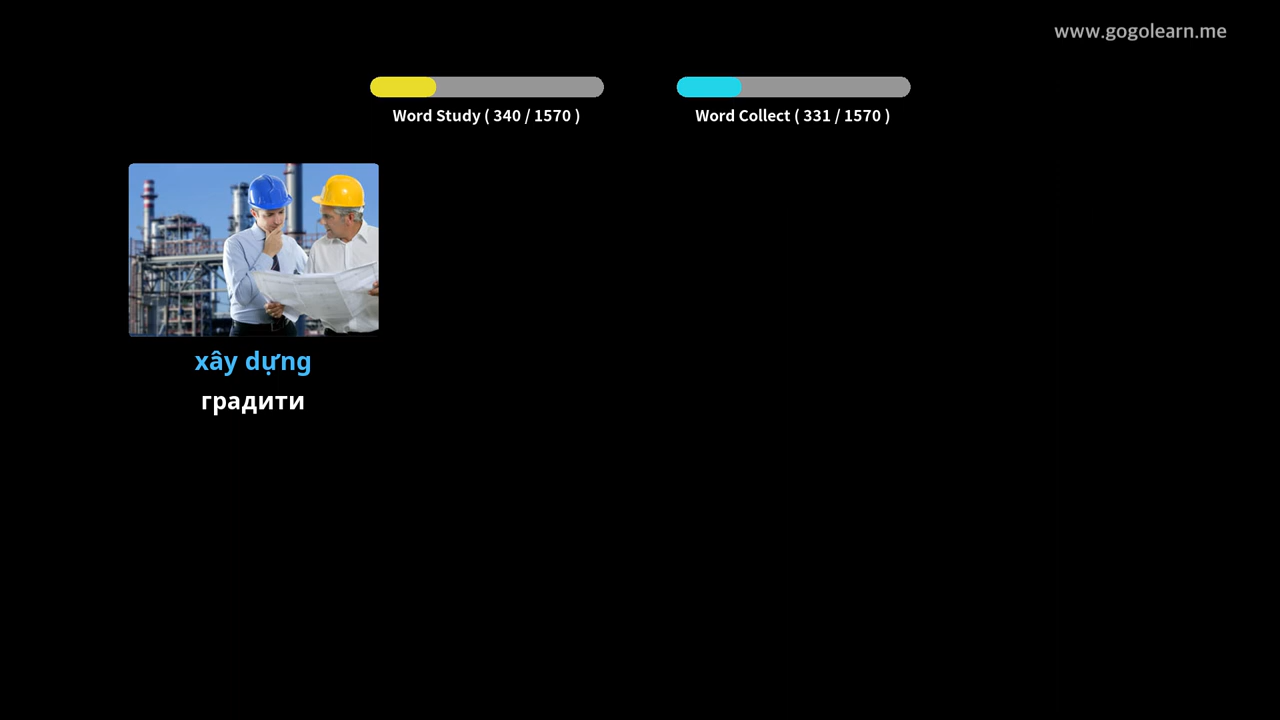 www.gogolearn.me
Word Study ( 340 / 1570 )
Word Collect ( 331 / 1570 )
xây dựng
градити